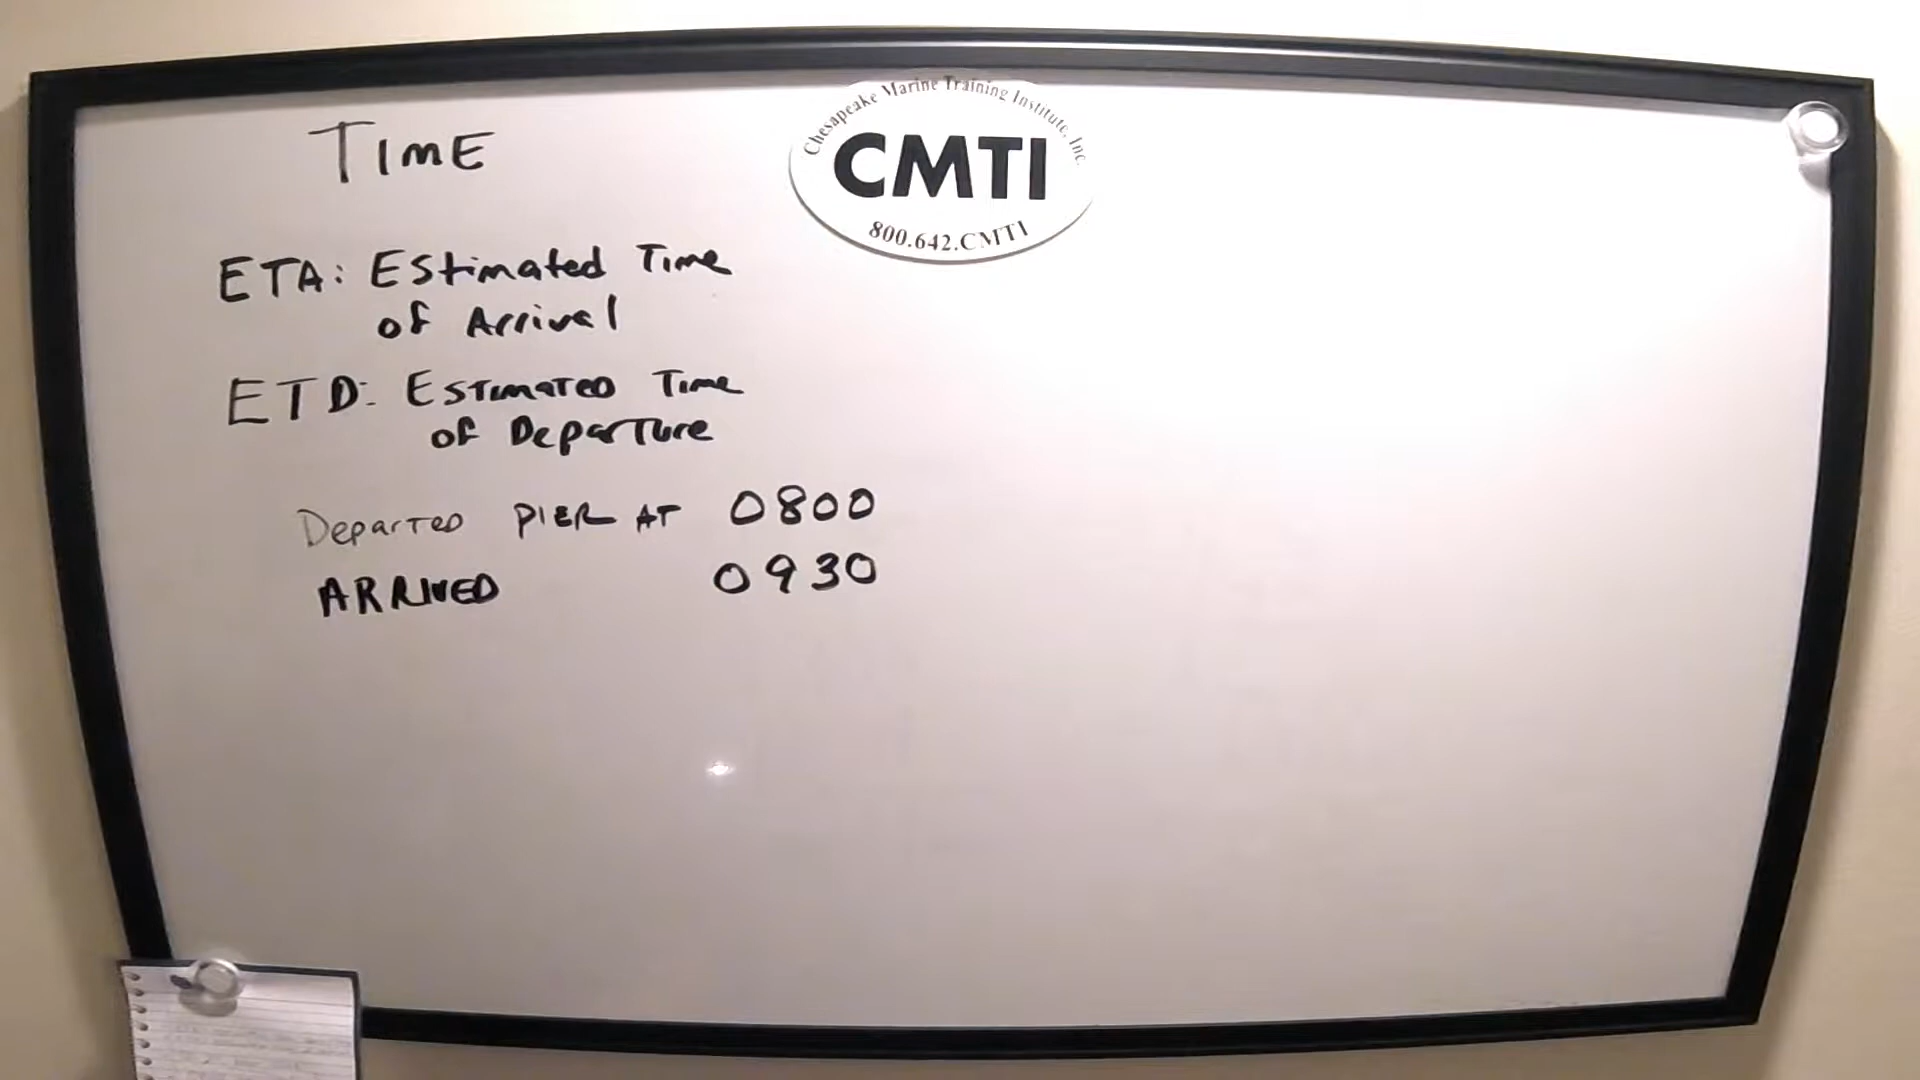 TIME
Chesapeake Marine Training Institute, Inc.
CMTI
800.642.CMTI
ETA: Estimated Time
of Arrival
ETD: Estimated Time
of Departure
Departed PIER AT 0800
ARRIVED 0930